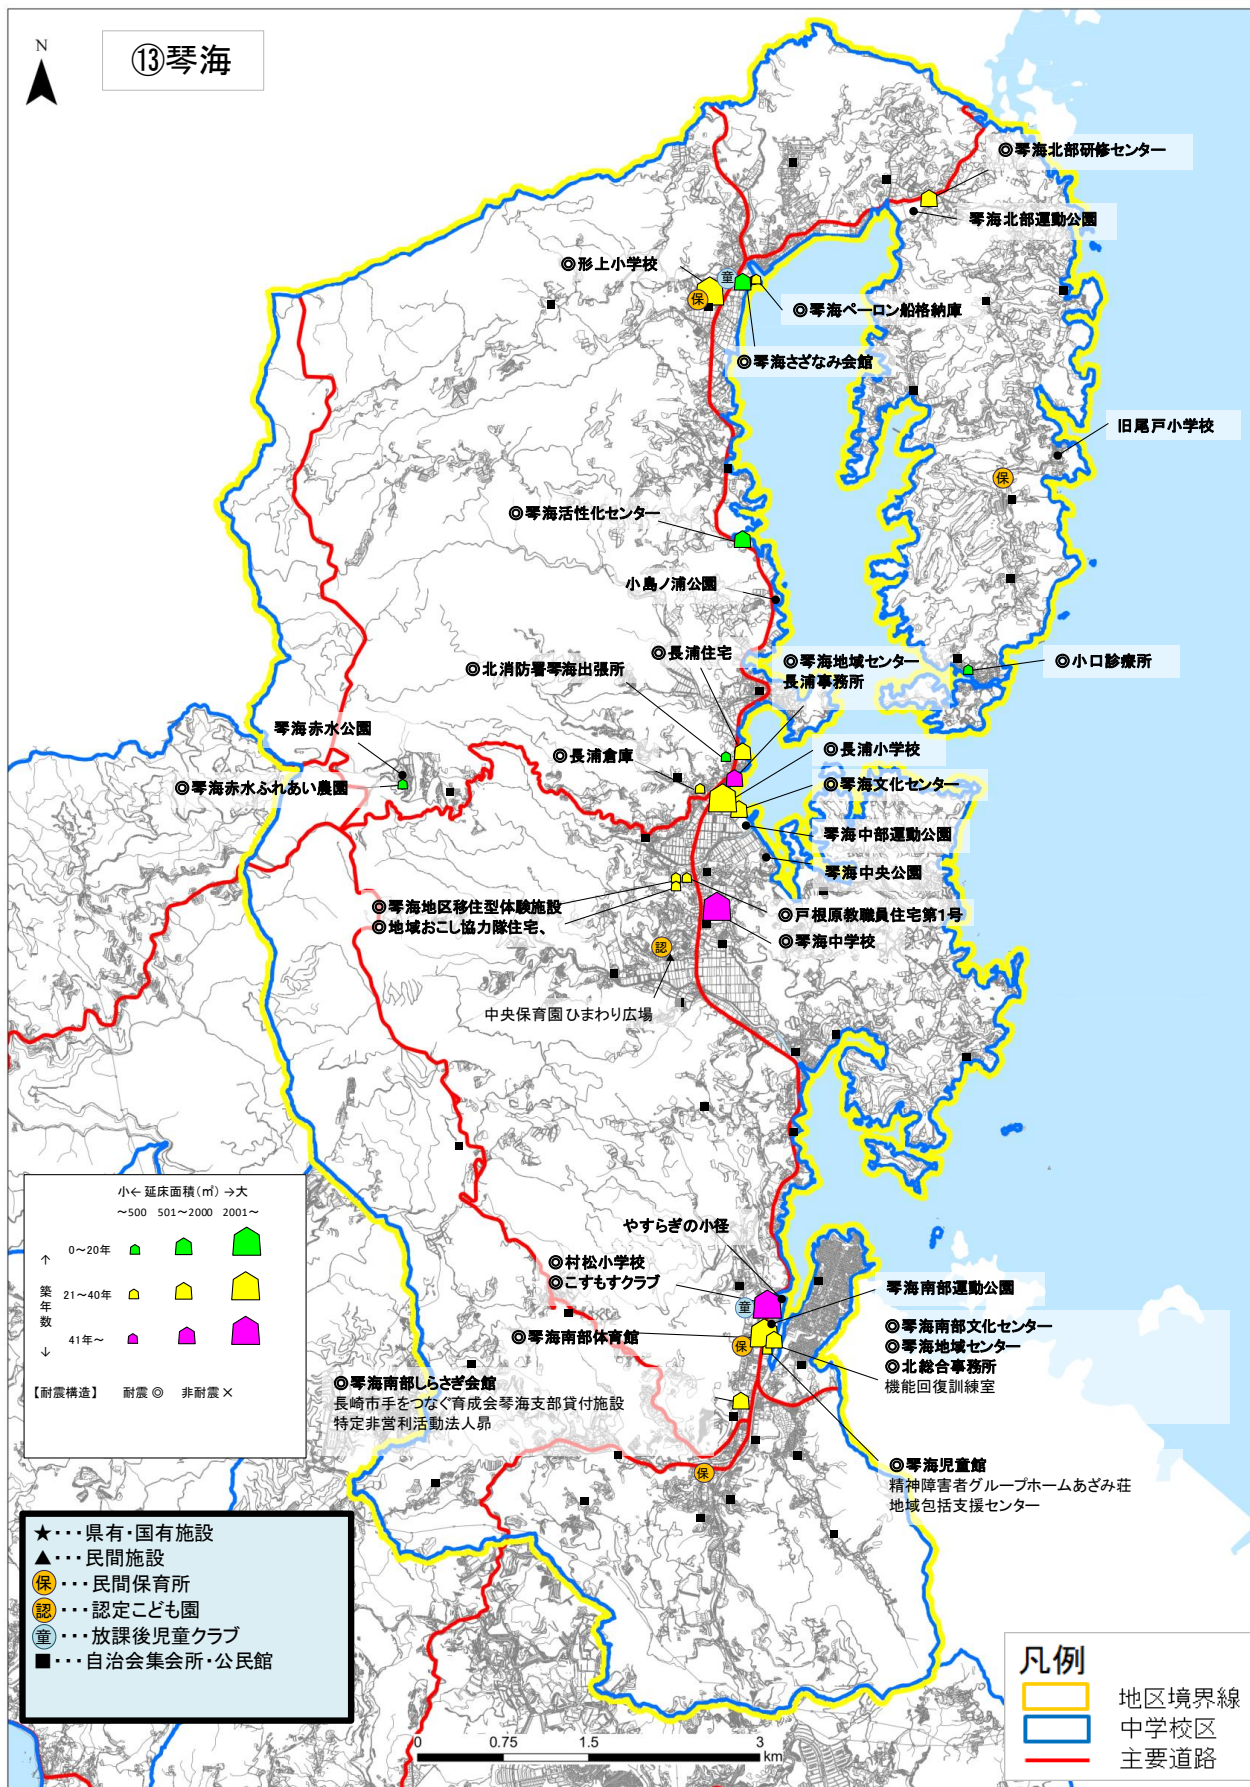 N
⑬琴海
◎琴海北部研修センター
琴海北部運動公園
◎形上小学校
童
保
◎琴海ペーロン船格納庫
◎琴海さざなみ会館
旧尾戸小学校
保
◎琴海活性化センター
小島ノ浦公園
◎長浦住宅
◎琴海地域センター
長浦事務所
◎小口診療所
◎北消防署琴海出張所
琴海赤水公園
◎長浦倉庫
◎長浦小学校
◎琴海赤水ふれあい農園
◎琴海文化センター
琴海中部運動公園
琴海中央公園
◎琴海地区移住型体験施設
◎地域おこし協力隊住宅、
◎戸根原教職員住宅第1号
◎琴海中学校
認
中央保育園ひまわり広場
小←延床面積(㎡)→大
～500 501～2000 2001～
↑
0～20年
築年数
21～40年
41年～
↓
【耐震構造】 耐震◎ 非耐震×
やすらぎの小径
◎村松小学校
◎こすもすクラブ
童
琴海南部運動公園
◎琴海南部体育館
保
◎琴海南部文化センター
◎琴海地域センター
◎北総合事務所
機能回復訓練室
◎琴海南部しらさぎ会館
長崎市手をつなぐ育成会琴海支部貸付施設
特定非営利活動法人昴
◎琴海児童館
精神障害者グループホームあざみ荘
地域包括支援センター
保
★･･･県有･国有施設
▲･･･民間施設
保･･･民間保育所
認･･･認定こども園
童･･･放課後児童クラブ
■･･･自治会集会所･公民館
凡例
地区境界線
中学校区
主要道路
0 0.75 1.5 3
km